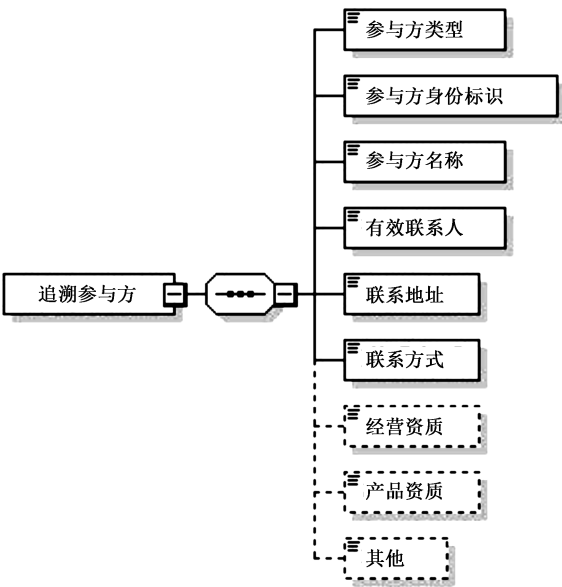 参与方类型
参与方身份标识
参与方名称
有效联系人
追溯参与方
联系地址
联系方式
经营资质
产品资质
其他